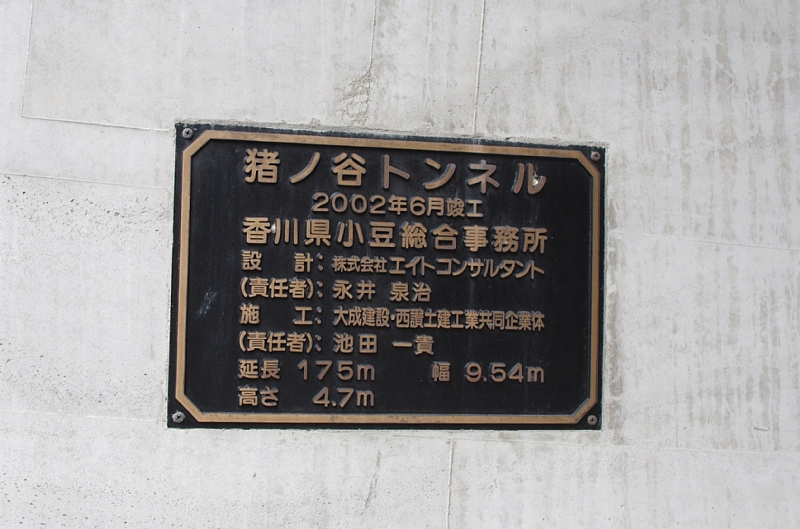 猪ノ谷トンネル
2002年6月竣工
香川県小豆総合事務所
設　計：株式会社エイトコンサルタント
(責任者)：永井 泉治
施　工：大成建設・西讃土建工業共同企業体
(責任者)：池田 一貴
延長 175m 幅 9.54m
高さ 4.7m